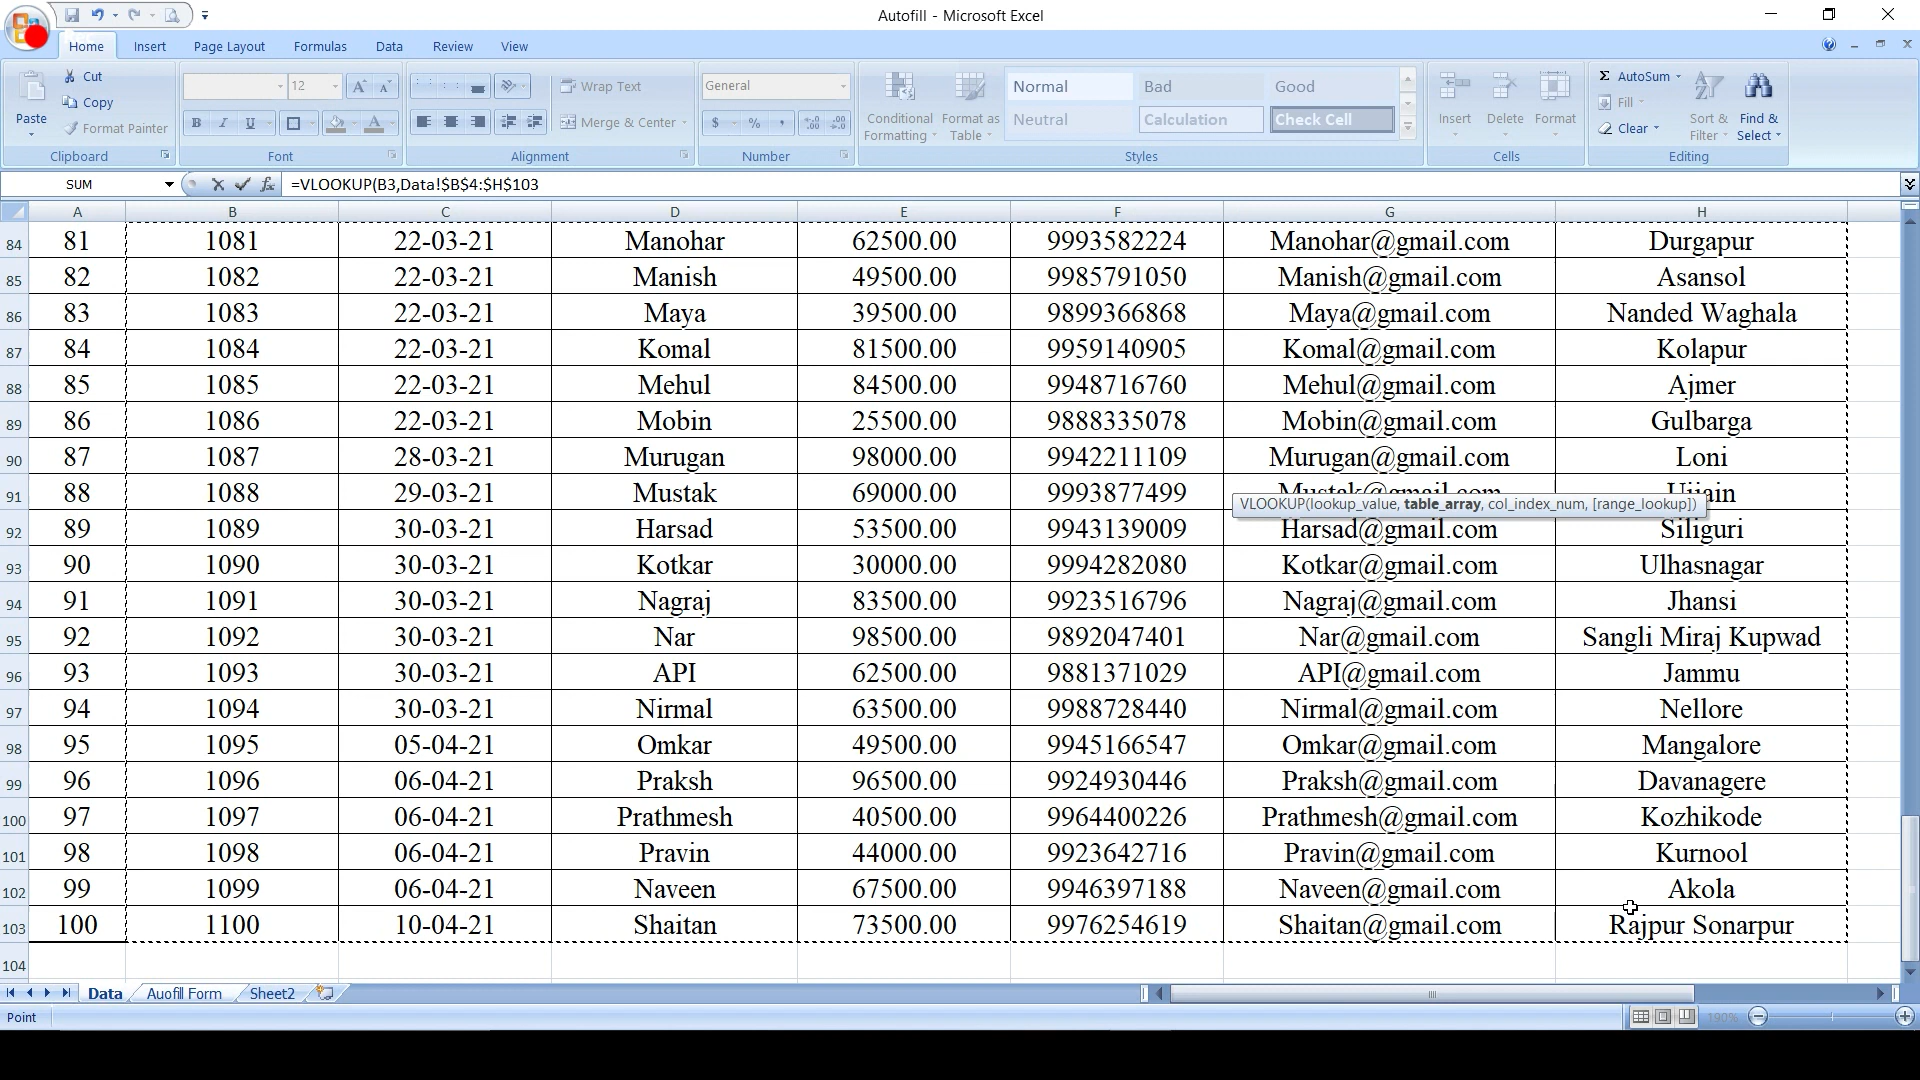 Autofill - Microsoft Excel
Home Insert Page Layout Formulas Data Review View
Paste
Cut
Copy
Format Painter
Clipboard
12
B I U
Font
Wrap Text
Merge & Center
Alignment
General
$ % ,
Number
Conditional Formatting
Format as Table
Normal Bad Good
Neutral Calculation Check Cell
Styles
Insert Delete Format
Cells
Σ AutoSum
Fill
Clear
Sort & Filter
Find & Select
Editing
SUM fx =VLOOKUP(B3,Data!$B$4:$H$103
A B C D E F G H
84 81 1081 22-03-21 Manohar 62500.00 9993582224 Manohar@gmail.com Durgapur
85 82 1082 22-03-21 Manish 49500.00 9985791050 Manish@gmail.com Asansol
86 83 1083 22-03-21 Maya 39500.00 9899366868 Maya@gmail.com Nanded Waghala
87 84 1084 22-03-21 Komal 81500.00 9959140905 Komal@gmail.com Kolapur
88 85 1085 22-03-21 Mehul 84500.00 9948716760 Mehul@gmail.com Ajmer
89 86 1086 22-03-21 Mobin 25500.00 9888335078 Mobin@gmail.com Gulbarga
90 87 1087 28-03-21 Murugan 98000.00 9942211109 Murugan@gmail.com Loni
91 88 1088 29-03-21 Mustak 69000.00 9993877499 Mustak@gmail.com Ujjain
VLOOKUP(lookup_value, table_array, col_index_num, [range_lookup])
92 89 1089 30-03-21 Harsad 53500.00 9943139009 Harsad@gmail.com Siliguri
93 90 1090 30-03-21 Kotkar 30000.00 9994282080 Kotkar@gmail.com Ulhasnagar
94 91 1091 30-03-21 Nagraj 83500.00 9923516796 Nagraj@gmail.com Jhansi
95 92 1092 30-03-21 Nar 98500.00 9892047401 Nar@gmail.com Sangli Miraj Kupwad
96 93 1093 30-03-21 API 62500.00 9881371029 API@gmail.com Jammu
97 94 1094 30-03-21 Nirmal 63500.00 9988728440 Nirmal@gmail.com Nellore
98 95 1095 05-04-21 Omkar 49500.00 9945166547 Omkar@gmail.com Mangalore
99 96 1096 06-04-21 Praksh 96500.00 9924930446 Praksh@gmail.com Davanagere
100 97 1097 06-04-21 Prathmesh 40500.00 9964400226 Prathmesh@gmail.com Kozhikode
101 98 1098 06-04-21 Pravin 44000.00 9923642716 Pravin@gmail.com Kurnool
102 99 1099 06-04-21 Naveen 67500.00 9946397188 Naveen@gmail.com Akola
103 100 1100 10-04-21 Shaitan 73500.00 9976254619 Shaitan@gmail.com Rajpur Sonarpur
104
Data Auofill Form Sheet2
Point 190%